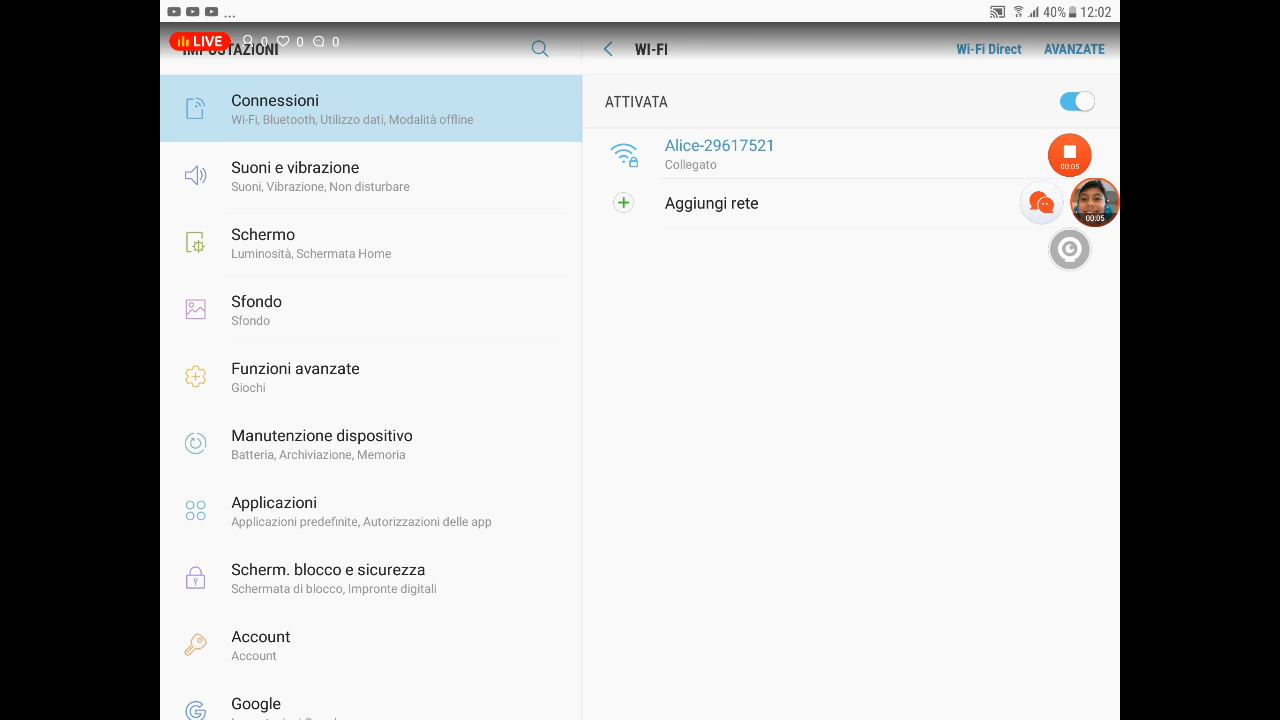 ... 40% 12:02
LIVE 0 0 0
IMPOSTAZIONI
WI-FI Wi-Fi Direct AVANZATE
Connessioni
Wi-Fi, Bluetooth, Utilizzo dati, Modalità offline
Suoni e vibrazione
Suoni, Vibrazione, Non disturbare
Schermo
Luminosità, Schermata Home
Sfondo
Sfondo
Funzioni avanzate
Giochi
Manutenzione dispositivo
Batteria, Archiviazione, Memoria
Applicazioni
Applicazioni predefinite, Autorizzazioni delle app
Scherm. blocco e sicurezza
Schermata di blocco, Impronte digitali
Account
Account
Google
ATTIVATA
Alice-29617521
Collegato
00:05
Aggiungi rete
00:05